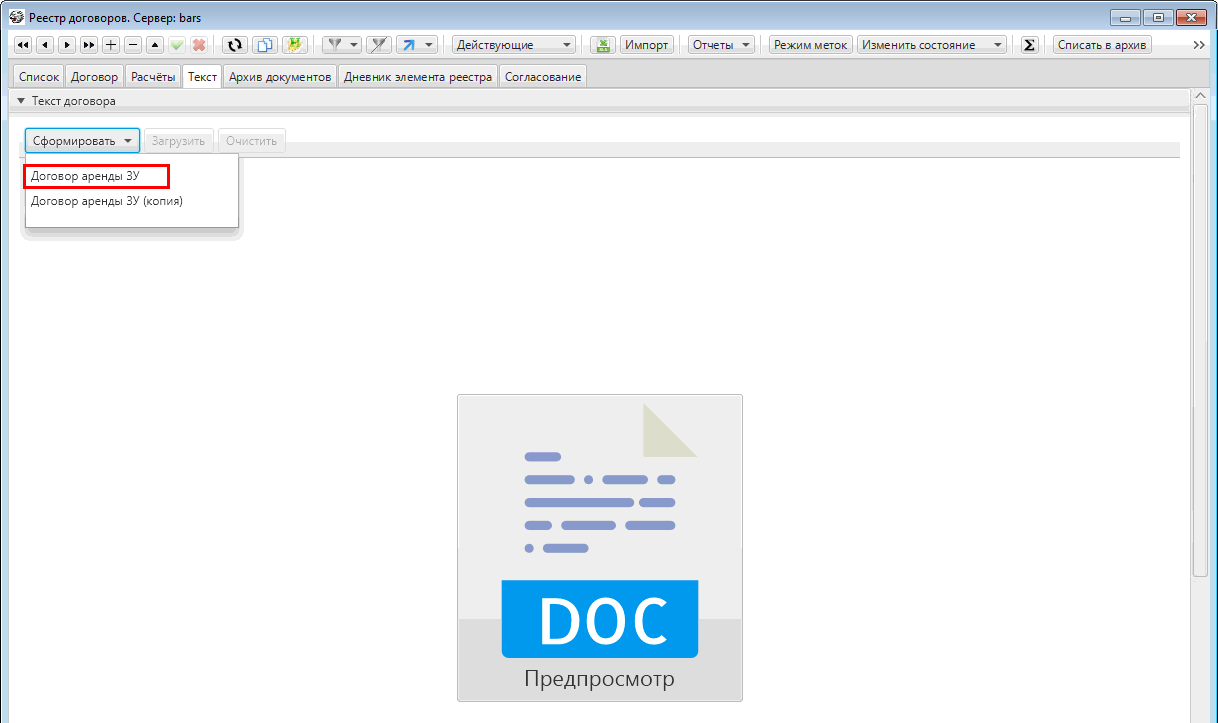 Реестр договоров. Сервер: bars
Действующие Импорт Отчеты Режим меток Изменить состояние Σ Списать в архив
Список Договор Расчёты Текст Архив документов Дневник элемента реестра Согласование
Текст договора
Сформировать Загрузить Очистить
Договор аренды ЗУ
Договор аренды ЗУ (копия)
DOC
Предпросмотр